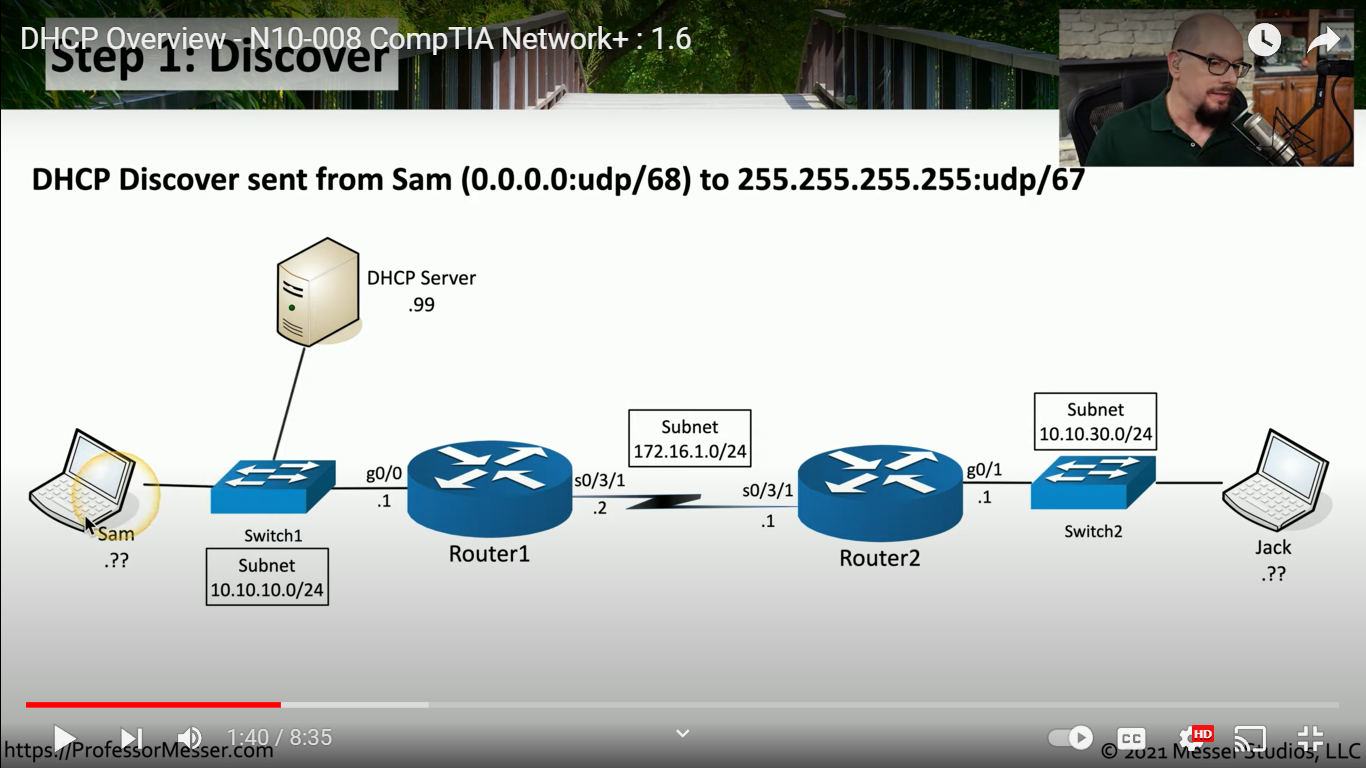 DHCP Overview - N10-008 CompTIA Network+ : 1.6
Step 1: Discover
DHCP Discover sent from Sam (0.0.0.0:udp/68) to 255.255.255.255:udp/67
DHCP Server
.99
Subnet
10.10.30.0/24
Subnet
172.16.1.0/24
g0/0
.1
s0/3/1
.2
s0/3/1
.1
g0/1
.1
Sam
.??
Switch1
Subnet
10.10.10.0/24
Router1
Router2
Switch2
Jack
.??
1:40 / 8:35
CC
HD
https://ProfessorMesser.com
© 2021 Messer Studios, LLC